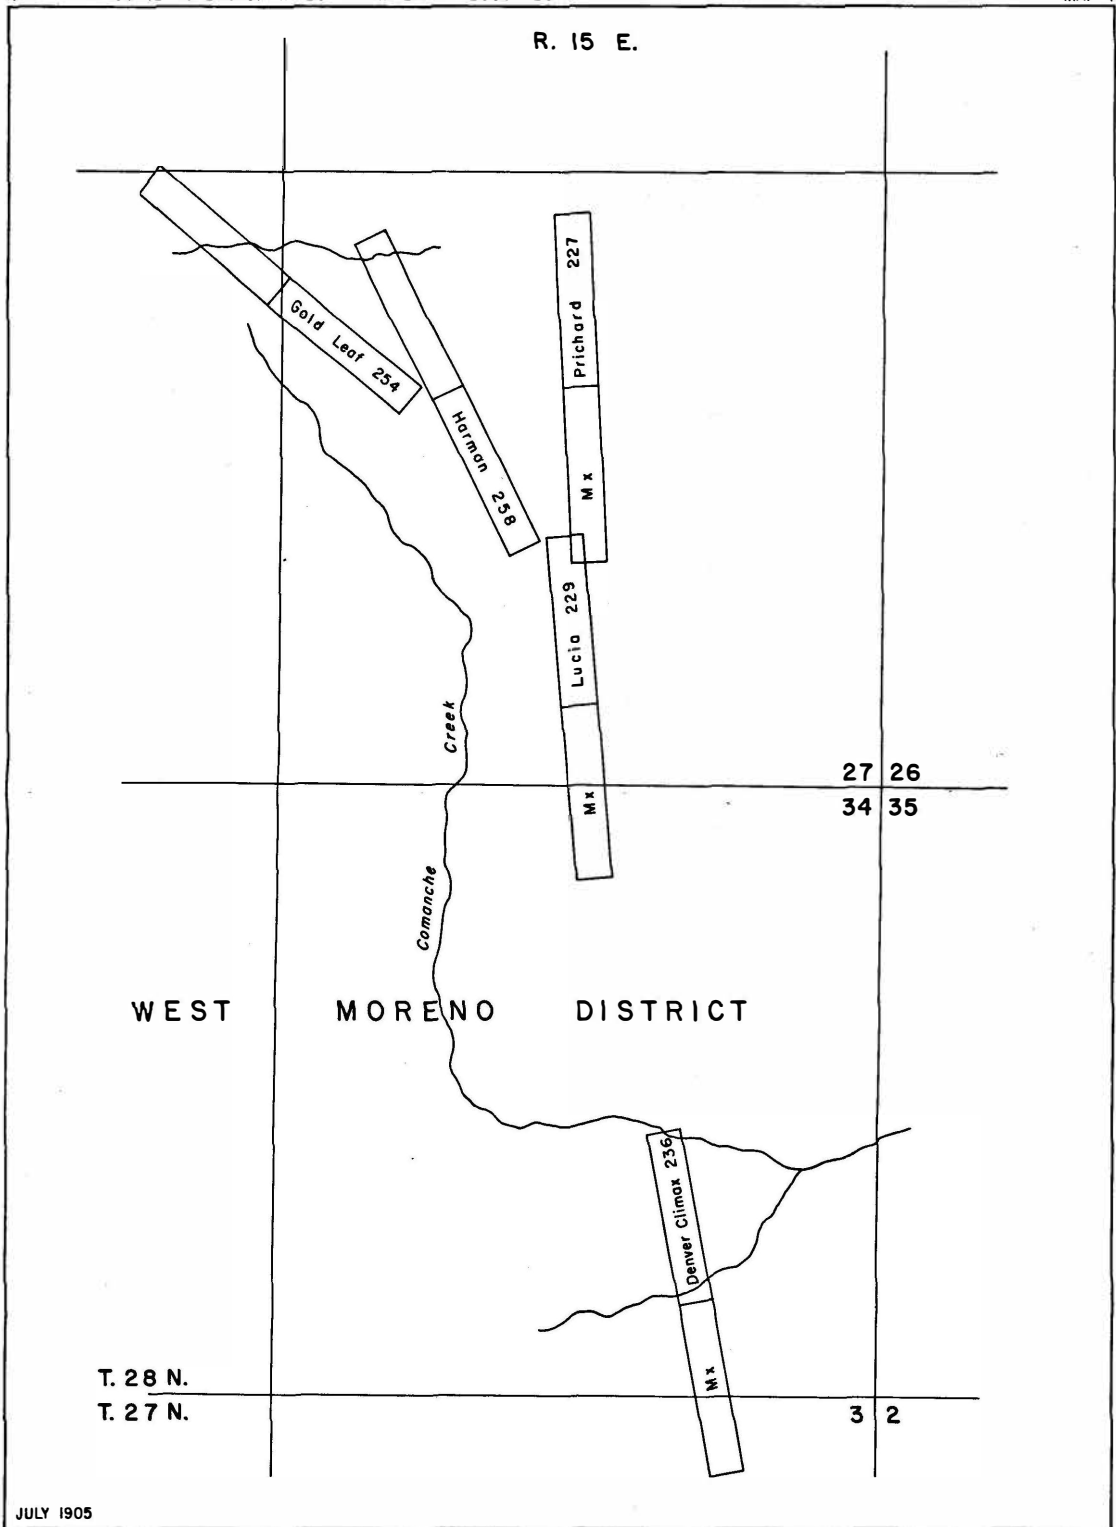 R. 15 E.
Prichard 227
Mx
Gold Leaf 254
Harman 258
Lucia 229
Mx
Creek
27 26
34 35
Comanche
WEST MORENO DISTRICT
Denver Climax 236
Mx
T. 28 N.
T. 27 N.
3 2
JULY 1905